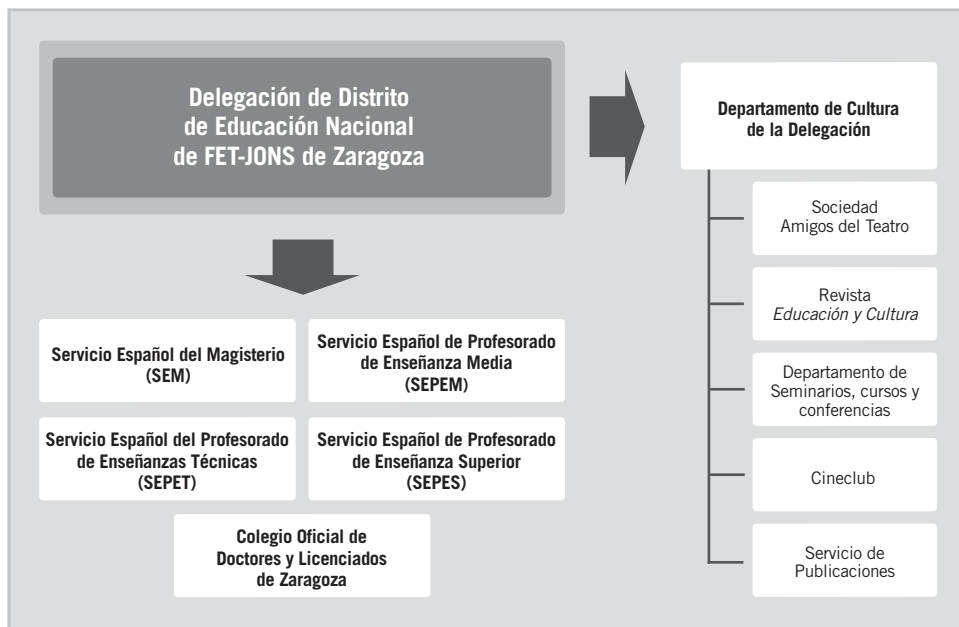 Delegación de Distrito
de Educación Nacional
de FET-JONS de Zaragoza
Departamento de Cultura
de la Delegación
Sociedad
Amigos del Teatro
Revista
Educación y Cultura
Departamento de
Seminarios, cursos y
conferencias
Cineclub
Servicio de
Publicaciones
Servicio Español del Magisterio
(SEM)
Servicio Español de Profesorado
de Enseñanza Media
(SEPEM)
Servicio Español del Profesorado
de Enseñanzas Técnicas
(SEPET)
Servicio Español de Profesorado
de Enseñanza Superior
(SEPES)
Colegio Oficial de
Doctores y Licenciados
de Zaragoza